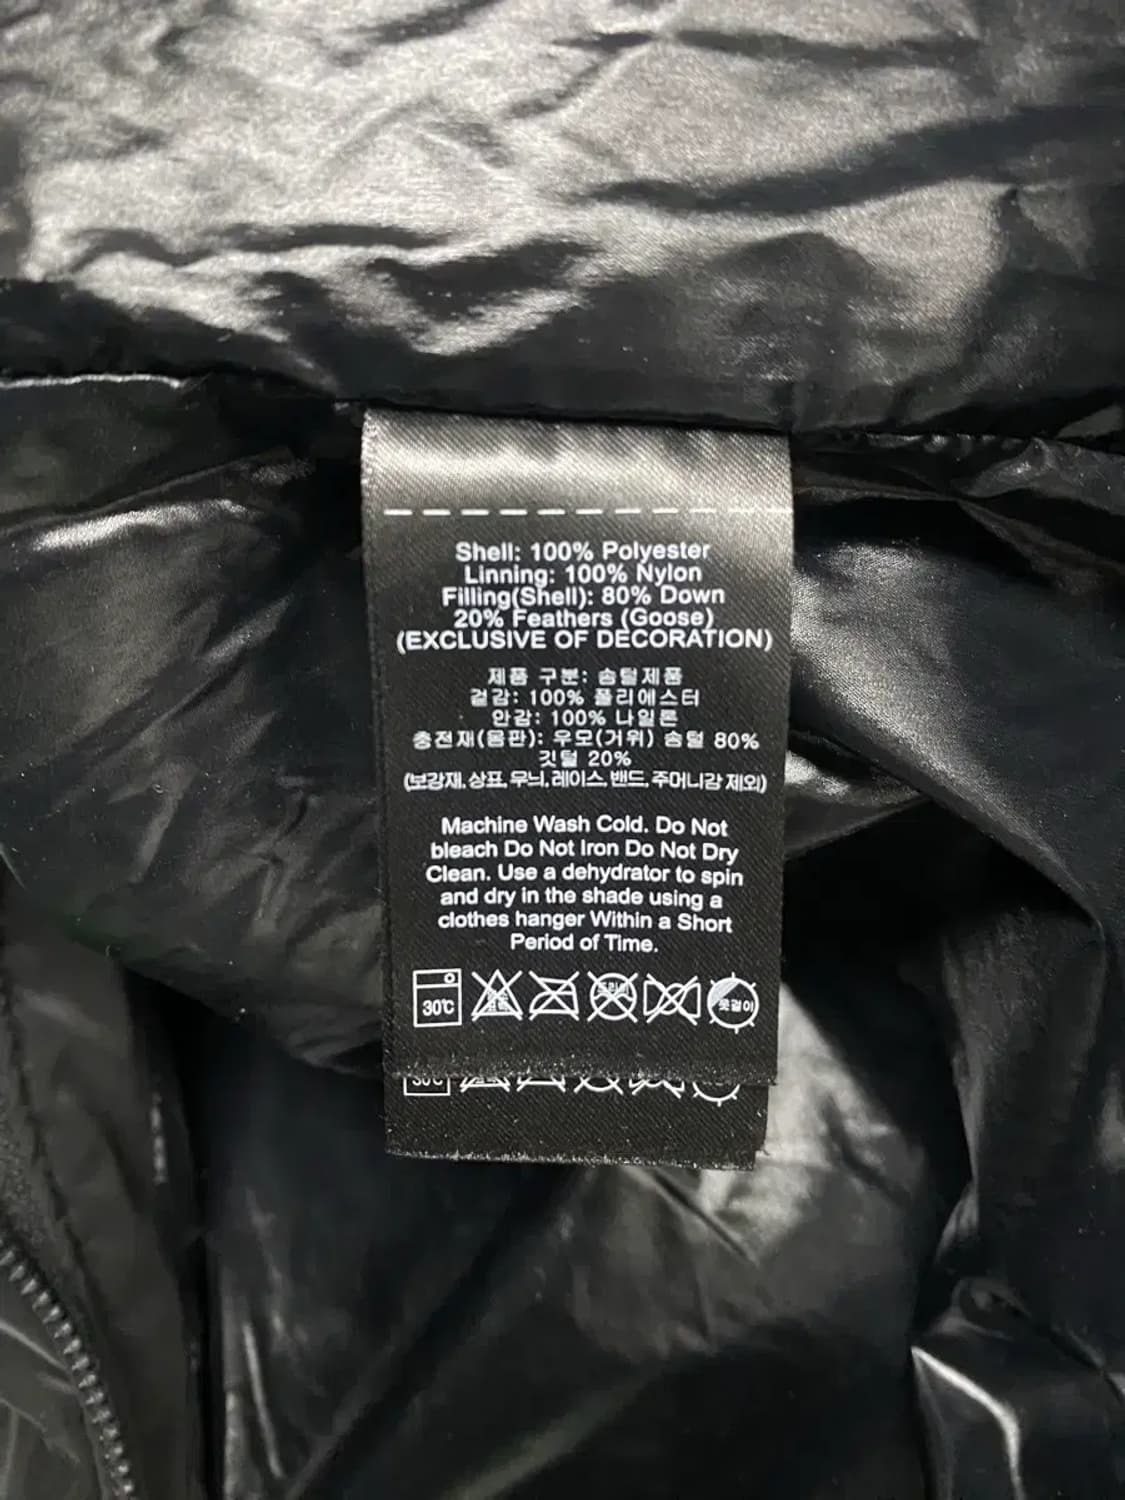 Shell: 100% Polyester
Linning: 100% Nylon
Filling(Shell): 80% Down
20% Feathers (Goose)
(EXCLUSIVE OF DECORATION)
제품 구분: 솜털제품
겉감: 100% 폴리에스터
안감: 100% 나일론
충전재(몸판): 우모(거위) 솜털 80%
깃털 20%
(보강재, 상표, 무늬, 레이스, 밴드, 주머니감 제외)
Machine Wash Cold. Do Not
bleach Do Not Iron Do Not Dry
Clean. Use a dehydrator to spin
and dry in the shade using a
clothes hanger Within a Short
Period of Time.
30℃ 드라이 옷걸이
30℃